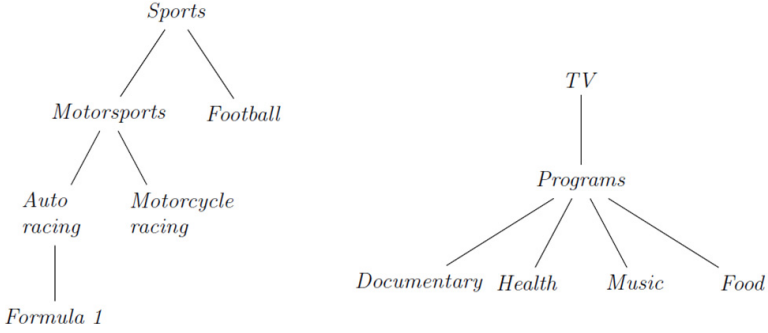 Sports
Motorsports Football
Auto racing
Motorcycle racing
Formula 1
TV
Programs
Documentary Health Music Food